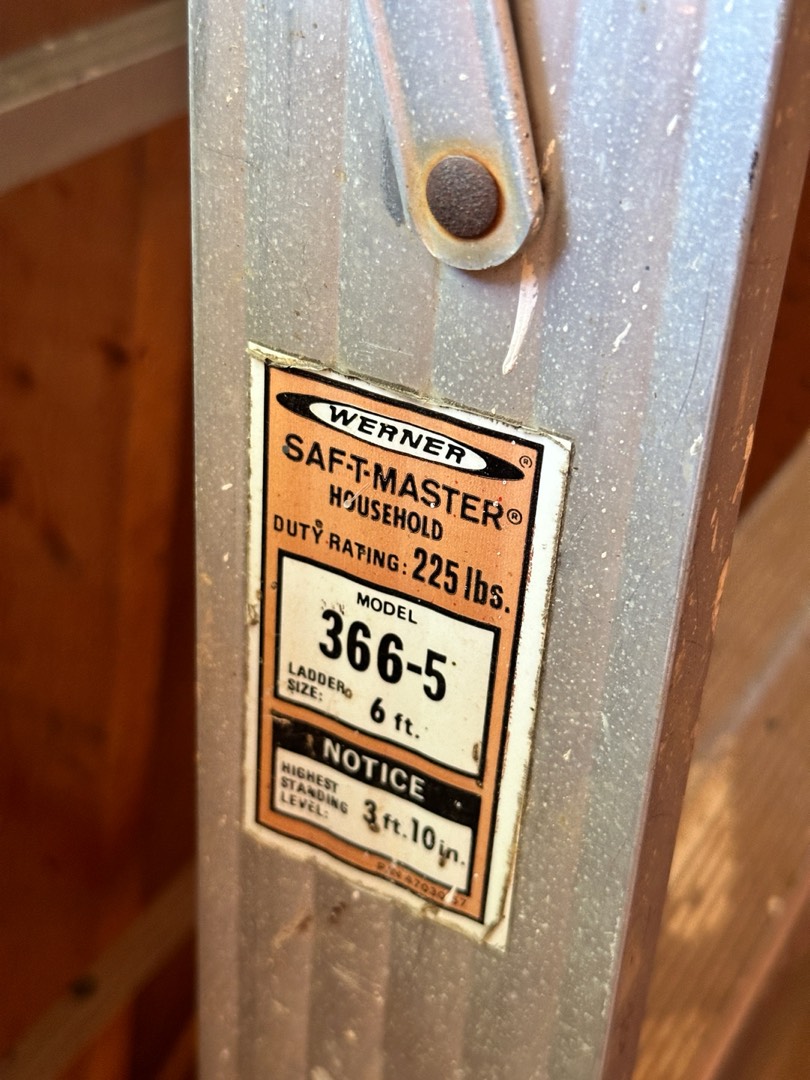 WERNER ®
SAF-T-MASTER®
HOUSEHOLD
DUTY RATING: 225 lbs.
MODEL
366-5
LADDER
SIZE: 6 ft.
NOTICE
HIGHEST
STANDING
LEVEL: 3 ft. 10 in.